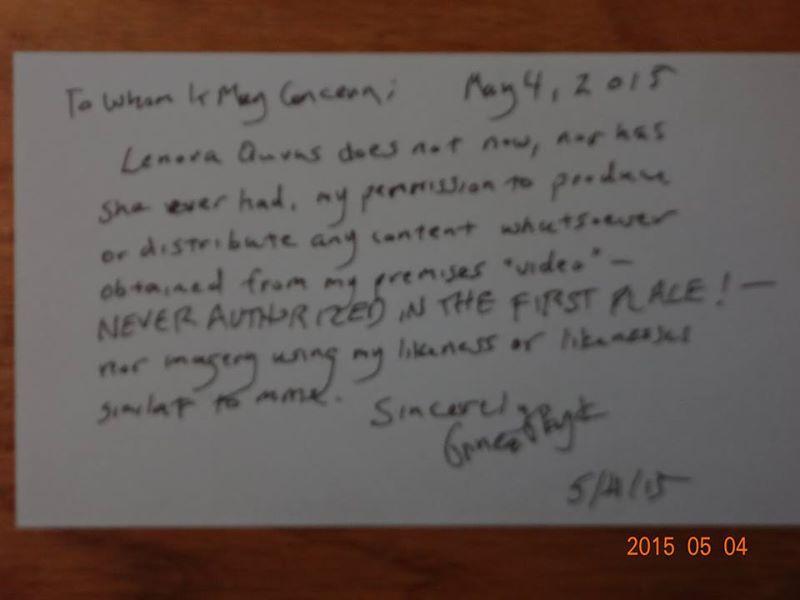 To Whom It May Concern; May 4, 2015
Lenora does not now, nor has
she ever had, my permission to produce
or distribute any content whatsoever
obtained from my premises "video" —
NEVER AUTHORIZED IN THE FIRST PLACE! —
nor imagery using my likeness or likenesses
similar to mine.
Sincerely,
5/4/15
2015 05 04